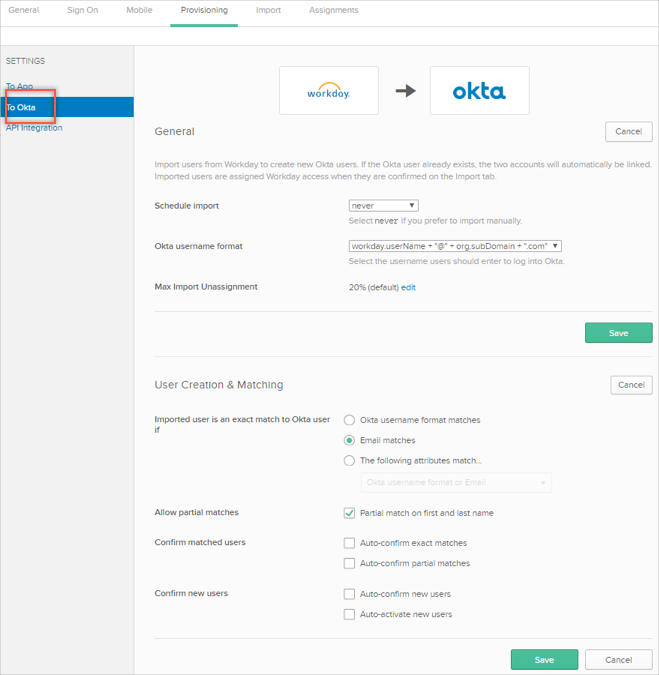 General Sign On Mobile Provisioning Import Assignments
SETTINGS
To App
To Okta
API Integration
workday. okta
General Cancel
Import users from Workday to create new Okta users. If the Okta user already exists, the two accounts will automatically be linked.
Imported users are assigned Workday access when they are confirmed on the Import tab.
Schedule import never
Select never if you prefer to import manually.
Okta username format workday.userName + "@" + org.subDomain + ".com"
Select the username users should enter to log into Okta.
Max Import Unassignment 20% (default) edit
Save
User Creation & Matching Cancel
Imported user is an exact match to Okta user Okta username format matches
if
Email matches
The following attributes match...
Okta username format or Email
Allow partial matches Partial match on first and last name
Confirm matched users Auto-confirm exact matches
Auto-confirm partial matches
Confirm new users Auto-confirm new users
Auto-activate new users
Save Cancel